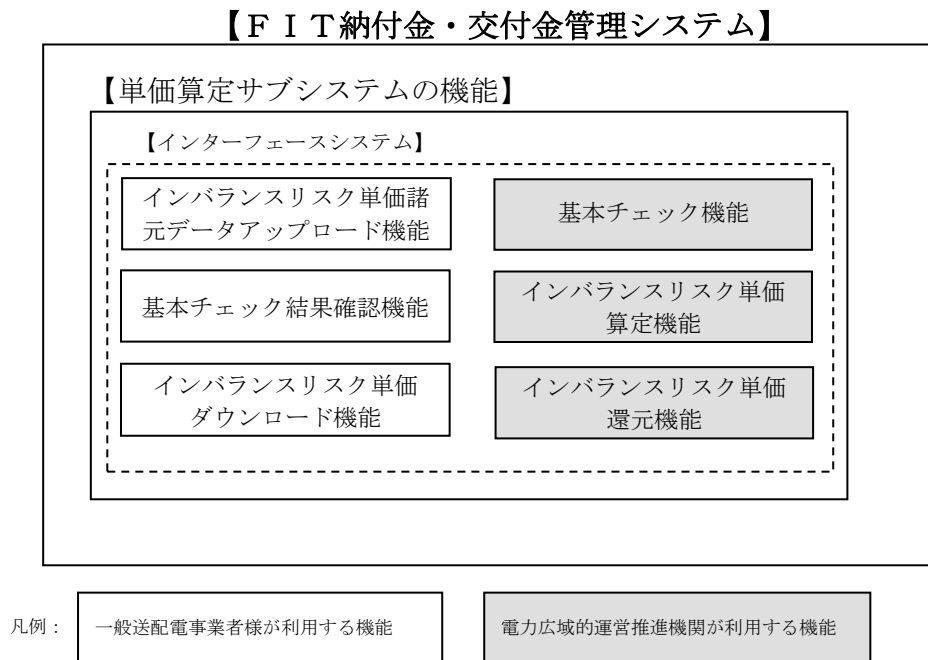 【ＦＩＴ納付金・交付金管理システム】
【単価算定サブシステムの機能】
【インターフェースシステム】
インバランスリスク単価諸
元データアップロード機能
基本チェック機能
基本チェック結果確認機能
インバランスリスク単価
算定機能
インバランスリスク単価
ダウンロード機能
インバランスリスク単価
還元機能
凡例：
一般送配電事業者様が利用する機能
電力広域的運営推進機関が利用する機能